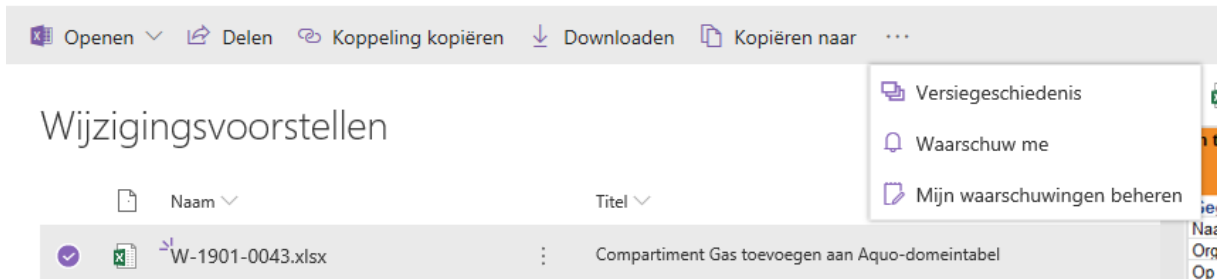 Openen Delen Koppeling kopiëren Downloaden Kopiëren naar ...
Versiegeschiedenis
Wijzigingsvoorstellen
Waarschuw me
Mijn waarschuwingen beheren
Naam Titel
W-1901-0043.xlsx Compartiment Gas toevoegen aan Aquo-domeintabel
Op